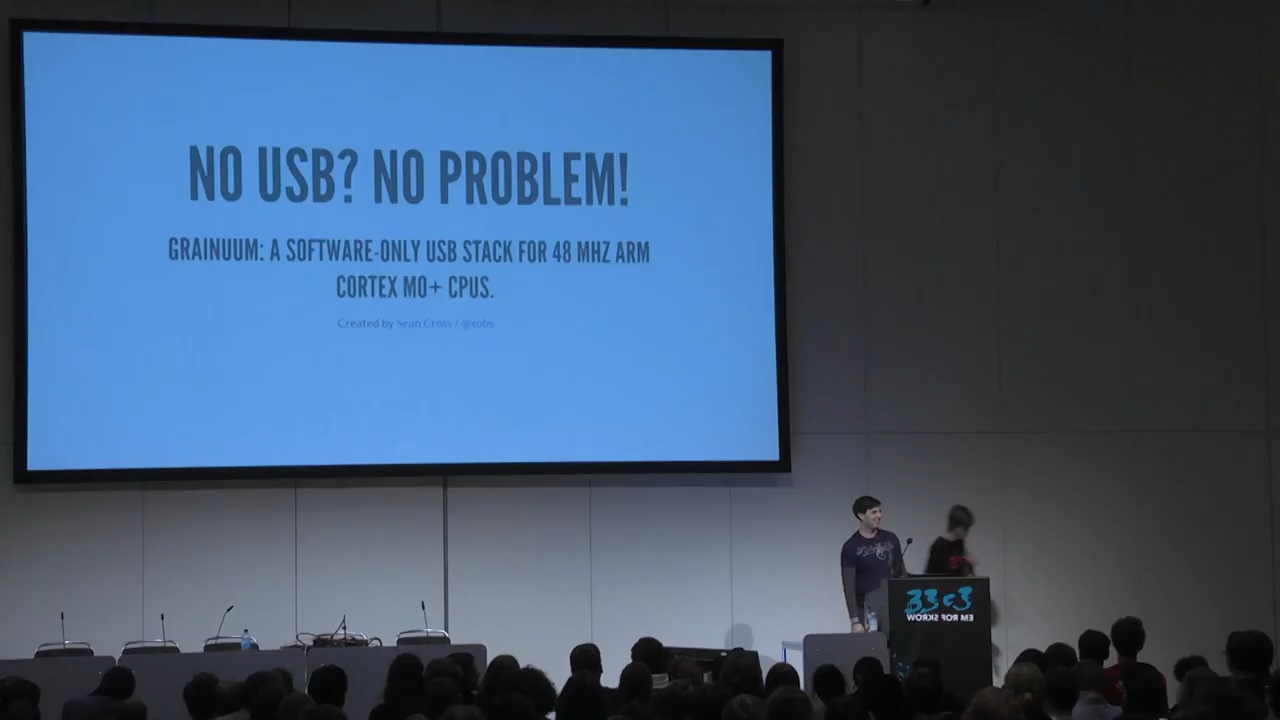 NO USB? NO PROBLEM!
GRAINUUM: A SOFTWARE-ONLY USB STACK FOR 48 MHZ ARM
CORTEX M0+ CPUS.
Created by Sean Cross / @xobs
33c3
WORKS FOR ME